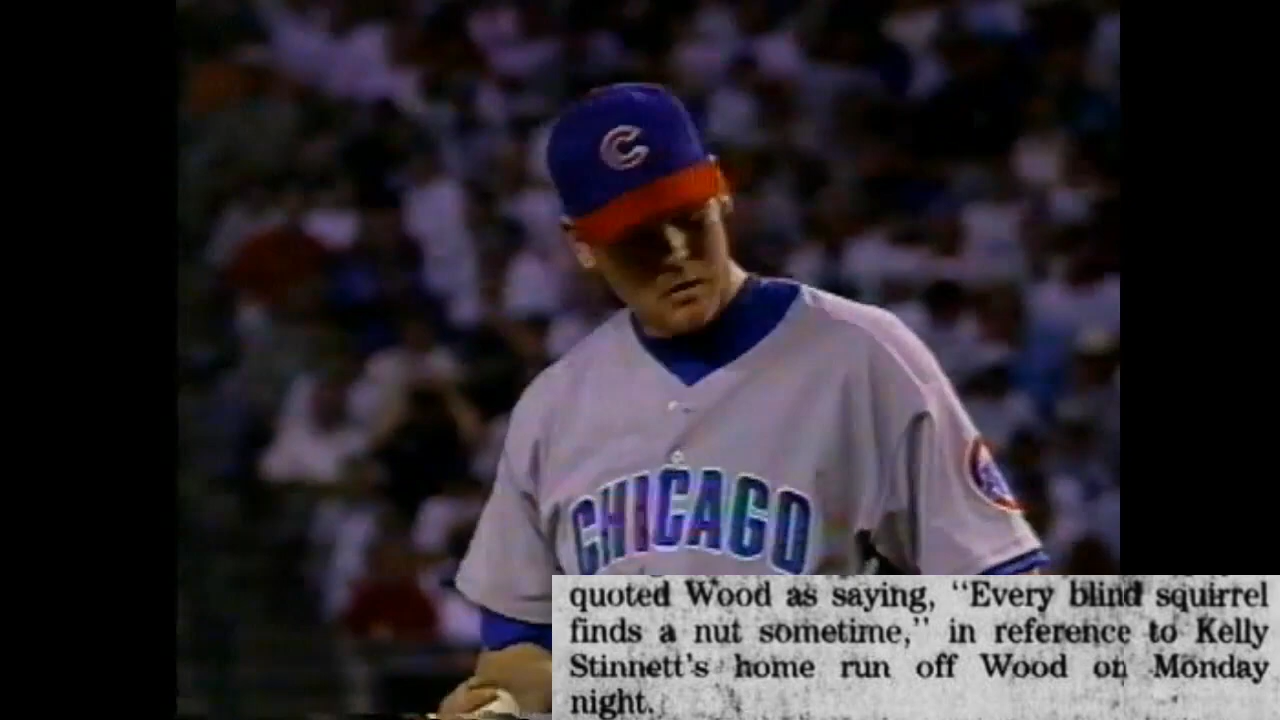 C
CHICAGO
quoted Wood as saying, "Every blind squirrel
finds a nut sometime," in reference to Kelly
Stinnett's home run off Wood on Monday
night.